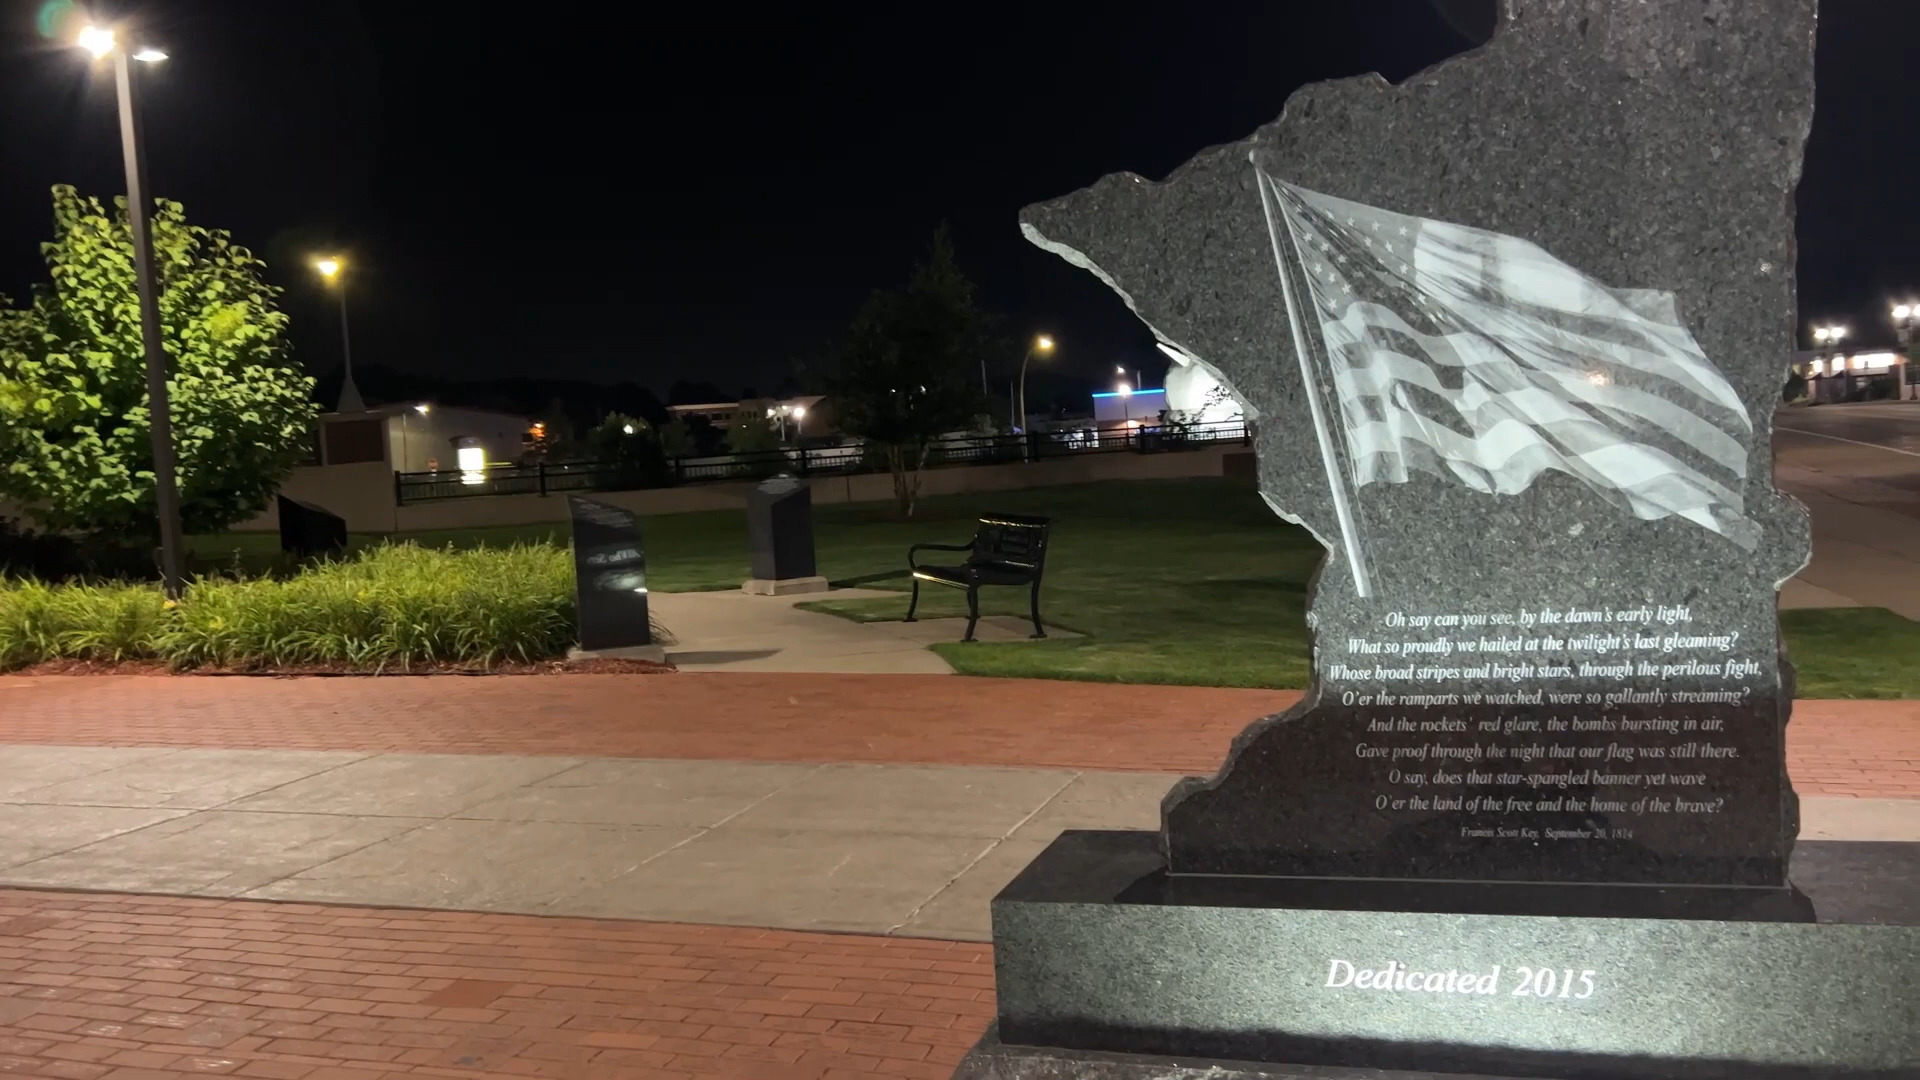 Oh say can you see, by the dawn's early light,
What so proudly we hailed at the twilight's last gleaming?
Whose broad stripes and bright stars, through the perilous fight,
O'er the ramparts we watched, were so gallantly streaming?
And the rockets' red glare, the bombs bursting in air,
Gave proof through the night that our flag was still there.
O say, does that star-spangled banner yet wave
O'er the land of the free and the home of the brave?
Francis Scott Key, September 20, 1814
Dedicated 2015